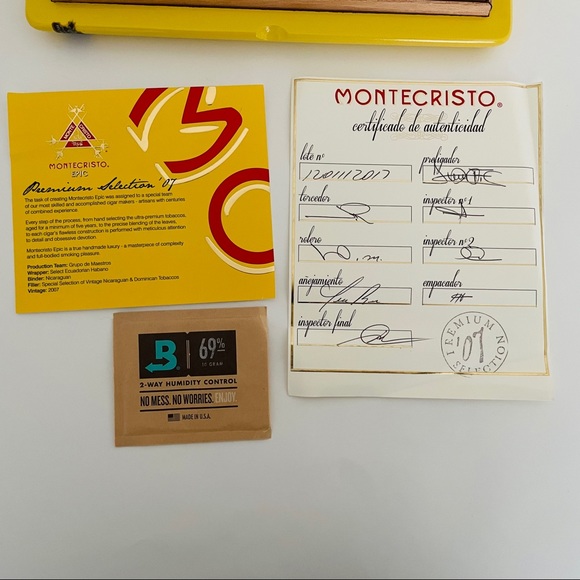 MONTECRISTO
EPIC
Premium Selection '07
The task of creating Montecristo Epic was assigned to a special team
of our most skilled and accomplished cigar makers - artisans with centuries
of combined experience.
Every step of the process, from hand selecting the ultra-premium tobaccos,
aged for a minimum of five years, to the precise blending of the leaves,
to each cigar's flawless construction is performed with meticulous attention
to detail and obsessive devotion.
Montecristo Epic is a true handmade luxury - a masterpiece of complexity
and full-bodied smoking pleasure.
Production Team: Grupo de Maestros
Wrapper: Select Ecuadorian Habano
Binder: Nicaraguan
Filler: Special Selection of Vintage Nicaraguan & Dominican Tobaccos
Vintage: 2007
MONTECRISTO®
certificado de autenticidad
lote nº
prefigador
torcedor
inspector nº1
rolero
inspector nº2
añejamiento
empacador
inspector final
PREMIUM SELECTION
-07
B
69%
2-WAY HUMIDITY CONTROL
NO MESS. NO WORRIES. ENJOY.
MADE IN U.S.A.